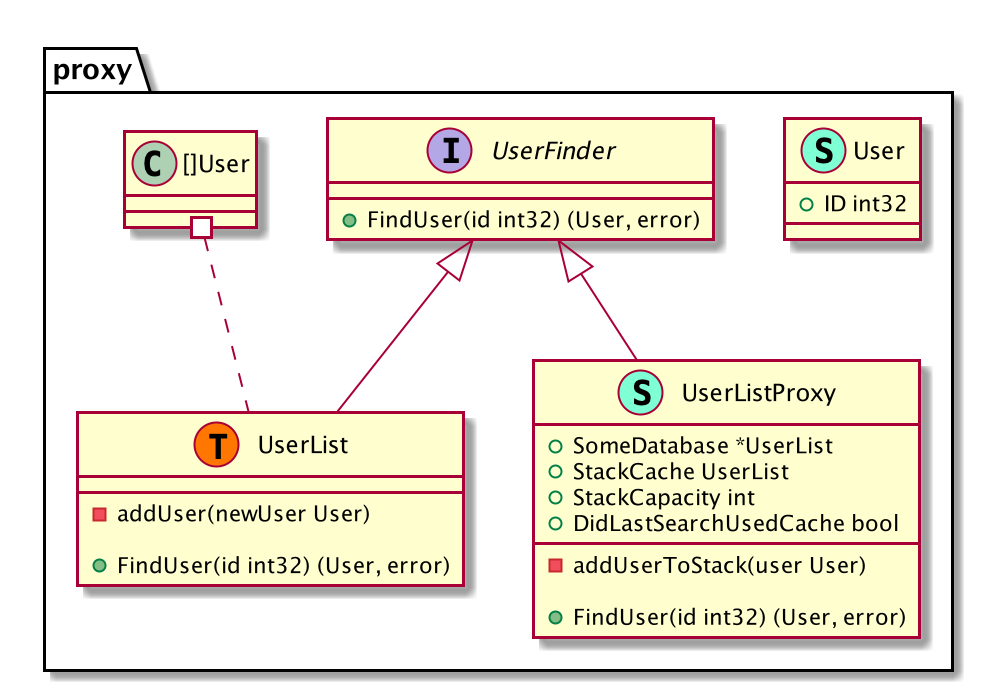 proxy
C []User
I UserFinder
FindUser(id int32) (User, error)
S User
ID int32
T UserList
addUser(newUser User)
FindUser(id int32) (User, error)
S UserListProxy
SomeDatabase *UserList
StackCache UserList
StackCapacity int
DidLastSearchUsedCache bool
addUserToStack(user User)
FindUser(id int32) (User, error)